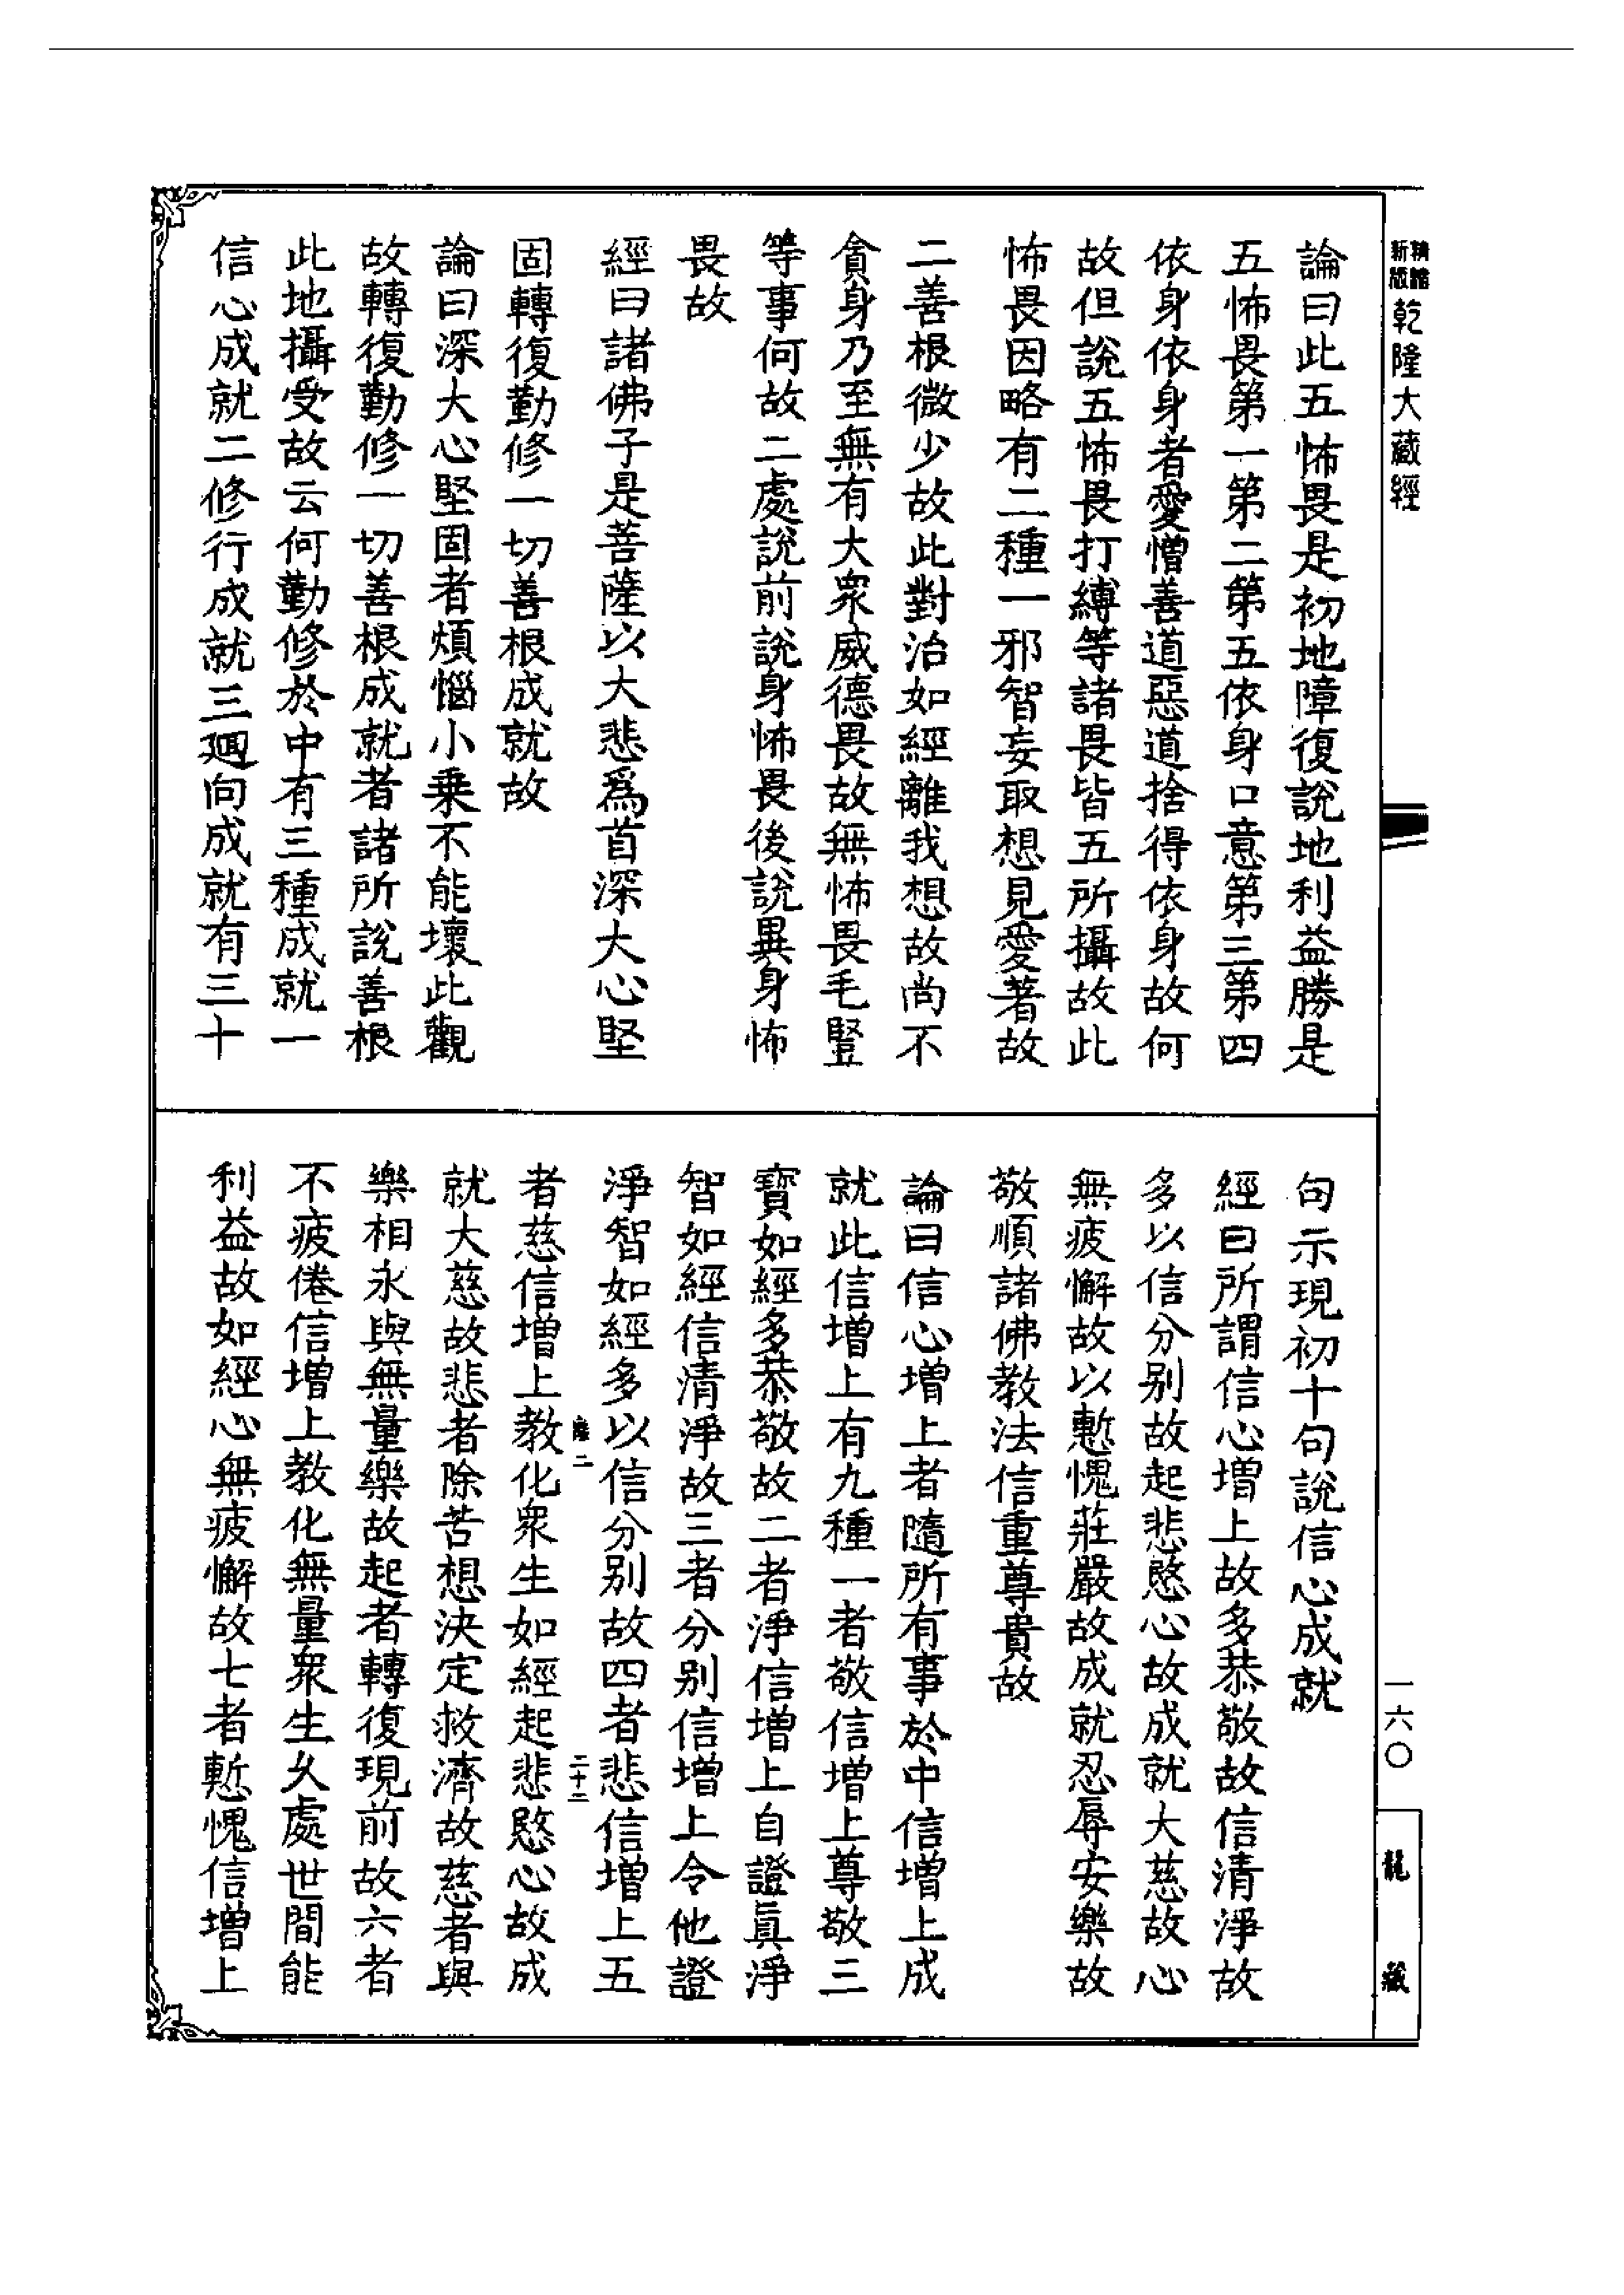 新版
精縮
乾隆大藏經
論曰此五怖畏是初地障復說地利益勝是
五怖畏第一第二第五依身口意第三第四
依身依身者愛憎善道惡道捨得依身故何
故但說五怖畏打縛等諸畏皆五所攝故此
怖畏因略有二種一邪智妄取想見愛著故
二善根微少故此對治如經離我想故尚不
貪身乃至無有大衆威德畏故無怖畏毛豎
等事何故二處說前說身怖畏後說異身怖
畏故
經曰諸佛子是菩薩以大悲爲首深大心堅
固轉復勤修一切善根成就故
論曰深大心堅固者煩惱小乗不能壞此觀
故轉復勤修一切善根成就者諸所說善根
此地攝受故云何勤修於中有三種成就一
信心成就二修行成就三廻向成就有三十
句示現初十句說信心成就
經曰所謂信心増上故多恭敬故信清淨故
多以信分别故起悲愍心故成就大慈故心
無疲懈故以慙愧莊嚴故成就忍辱安樂故
敬順諸佛教法信重尊貴故
論曰信心増上者隨所有事於中信増上成
就此信増上有九種一者敬信増上尊敬三
寳如經多恭敬故二者淨信増上自證眞淨
智如經信清淨故三者分别信増上令他證
淨智如經多以信分别故四者悲信増上五
二
二十二
者慈信増上教化衆生如經起悲愍心故成
就大慈故悲者除苦想決定救濟故慈者與
樂相永與無量樂故起者轉復現前故六者
不疲倦信増上教化無量衆生久處世間能
利益故如經心無疲懈故七者慙愧信増上
一六〇
龍藏